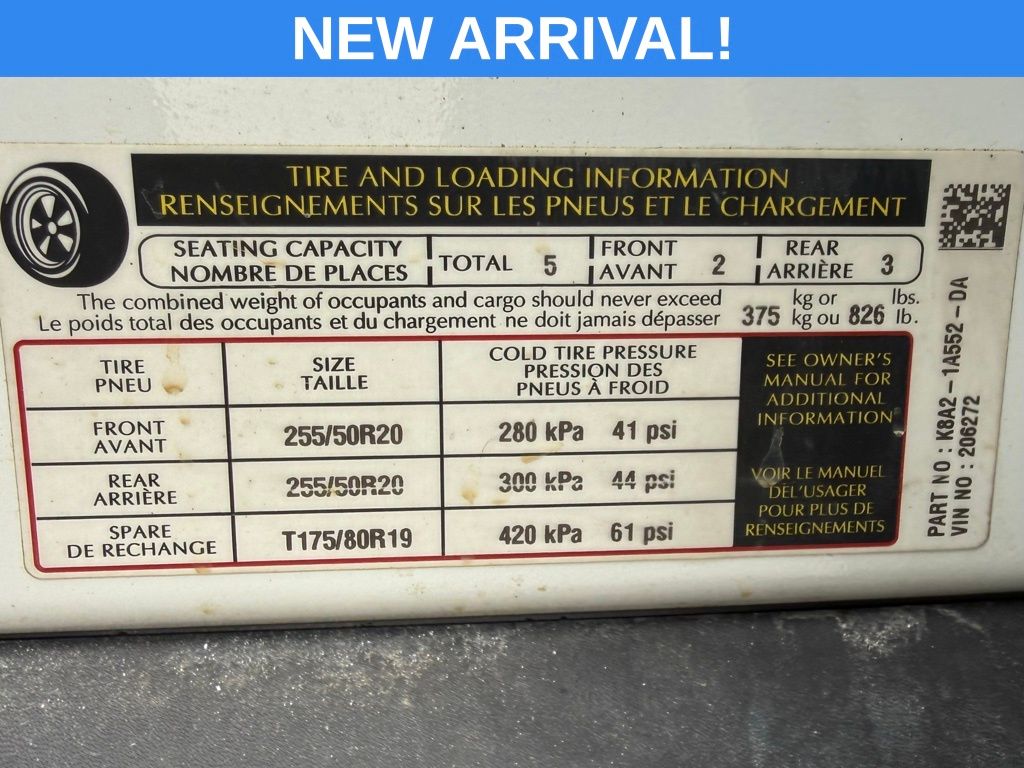 NEW ARRIVAL!
TIRE AND LOADING INFORMATION
RENSEIGNEMENTS SUR LES PNEUS ET LE CHARGEMENT
SEATING CAPACITY
NOMBRE DE PLACES
TOTAL 5
FRONT
AVANT 2
REAR
ARRIÈRE 3
The combined weight of occupants and cargo should never exceed 375 kg or 826 lbs.
Le poids total des occupants et du chargement ne doit jamais dépasser 375 kg ou 826 lb.
TIRE
PNEU
SIZE
TAILLE
COLD TIRE PRESSURE
PRESSION DES
PNEUS À FROID
FRONT
AVANT
255/50R20
280 kPa 41 psi
REAR
ARRIÈRE
255/50R20
300 kPa 44 psi
SPARE
DE RECHANGE
T175/80R19
420 kPa 61 psi
SEE OWNER'S
MANUAL FOR
ADDITIONAL
INFORMATION
VOIR LE MANUEL
DEL'USAGER
POUR PLUS DE
RENSEIGNEMENTS
PART NO : K8A2-1A552-DA
VIN NO : 206272